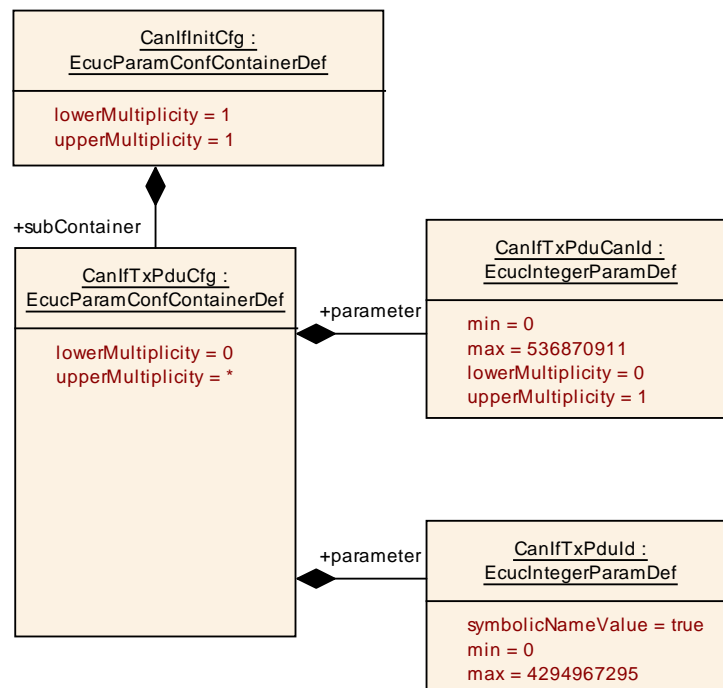 CanIfInitCfg :
EcucParamConfContainerDef
lowerMultiplicity = 1
upperMultiplicity = 1
+subContainer
CanIfTxPduCfg :
EcucParamConfContainerDef
lowerMultiplicity = 0
upperMultiplicity = *
+parameter
CanIfTxPduCanId :
EcucIntegerParamDef
min = 0
max = 536870911
lowerMultiplicity = 0
upperMultiplicity = 1
+parameter
CanIfTxPduId :
EcucIntegerParamDef
symbolicNameValue = true
min = 0
max = 4294967295